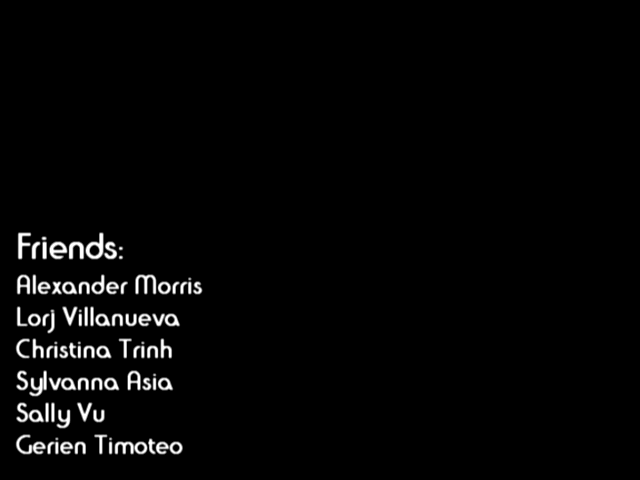 Friends:
Alexander Morris
Lorj Villanueva
Christina Trinh
Sylvanna Asia
Sally Vu
Gerien Timoteo